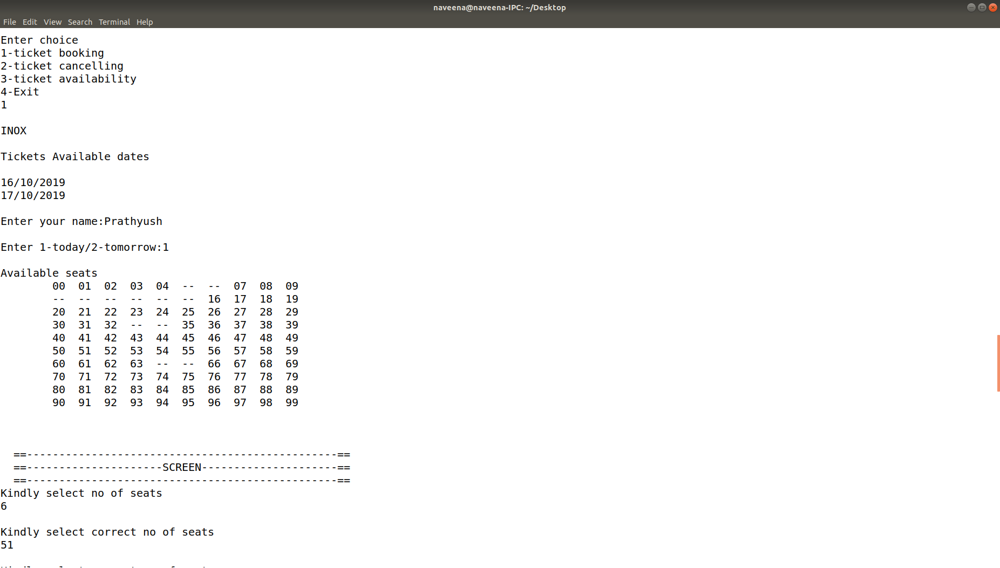 naveena@naveena-IPC: ~/Desktop
File Edit View Search Terminal Help
Enter choice
1-ticket booking
2-ticket cancelling
3-ticket availability
4-Exit
1
INOX
Tickets Available dates
16/10/2019
17/10/2019
Enter your name:Prathyush
Enter 1-today/2-tomorrow:1
Available seats
00 01 02 03 04 -- -- 07 08 09
-- -- -- -- -- -- 16 17 18 19
20 21 22 23 24 25 26 27 28 29
30 31 32 -- -- 35 36 37 38 39
40 41 42 43 44 45 46 47 48 49
50 51 52 53 54 55 56 57 58 59
60 61 62 63 -- -- 66 67 68 69
70 71 72 73 74 75 76 77 78 79
80 81 82 83 84 85 86 87 88 89
90 91 92 93 94 95 96 97 98 99
==------------------------------------------------==
==---------------------SCREEN---------------------==
==------------------------------------------------==
Kindly select no of seats
6
Kindly select correct no of seats
51